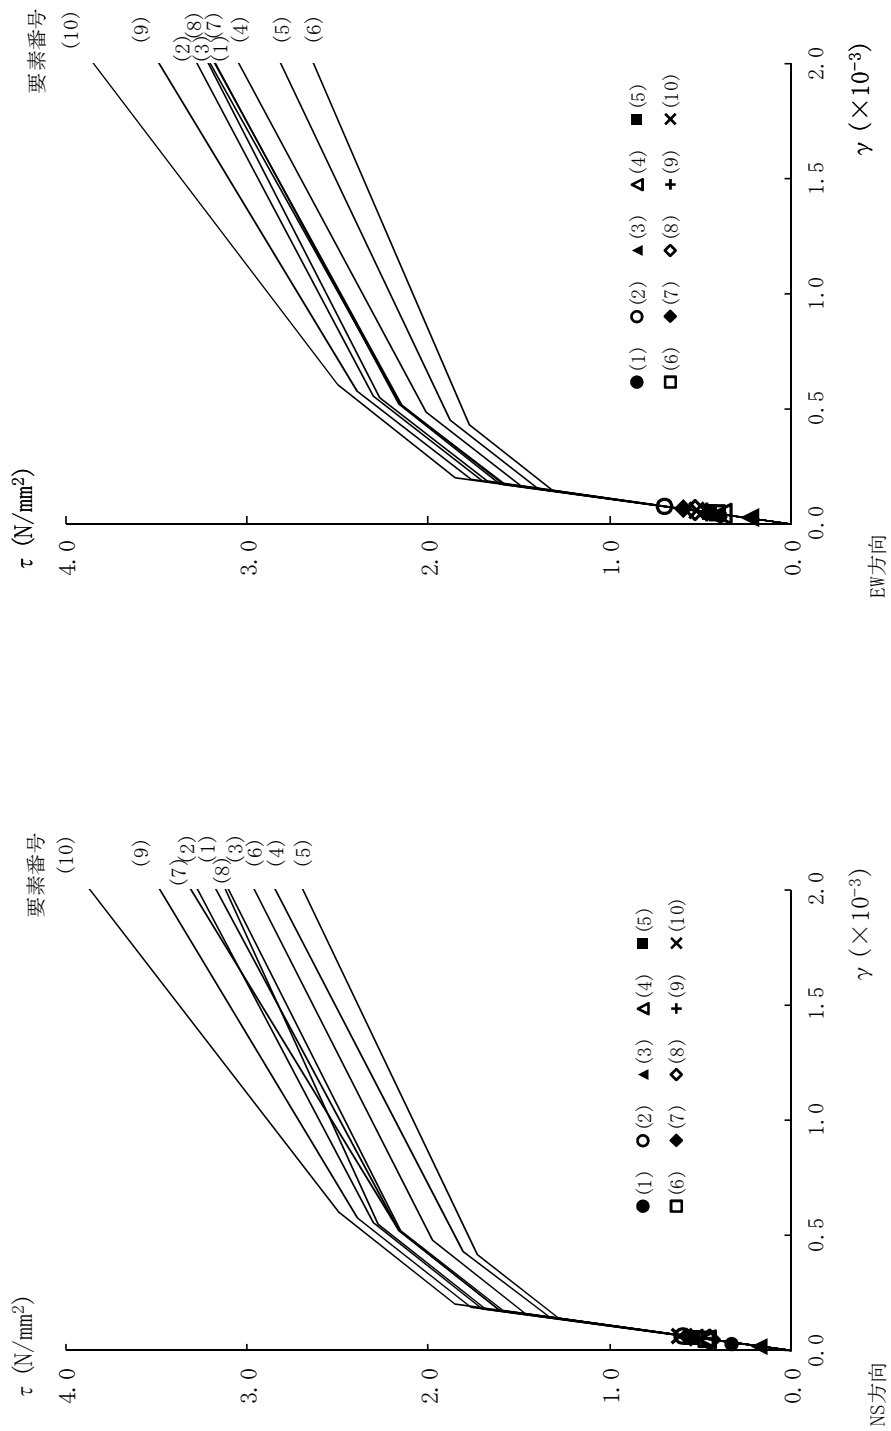 τ (N/mm²)
要素番号
4.0
(10)
(9)
(7)
(2)
(1)
(8)
(3)
(6)
(4)
(5)
3.0
2.0
1.0
0.0
(1) (2) (3) (4) (5)
(6) (7) (8) (9) (10)
0.0 0.5 1.0 1.5 2.0
γ (×10⁻³)
NS方向
τ (N/mm²)
要素番号
4.0
(10)
(9)
(2)
(8)
(3)
(7)
(1)
(4)
(5)
(6)
3.0
2.0
1.0
0.0
(1) (2) (3) (4) (5)
(6) (7) (8) (9) (10)
0.0 0.5 1.0 1.5 2.0
γ (×10⁻³)
EW方向